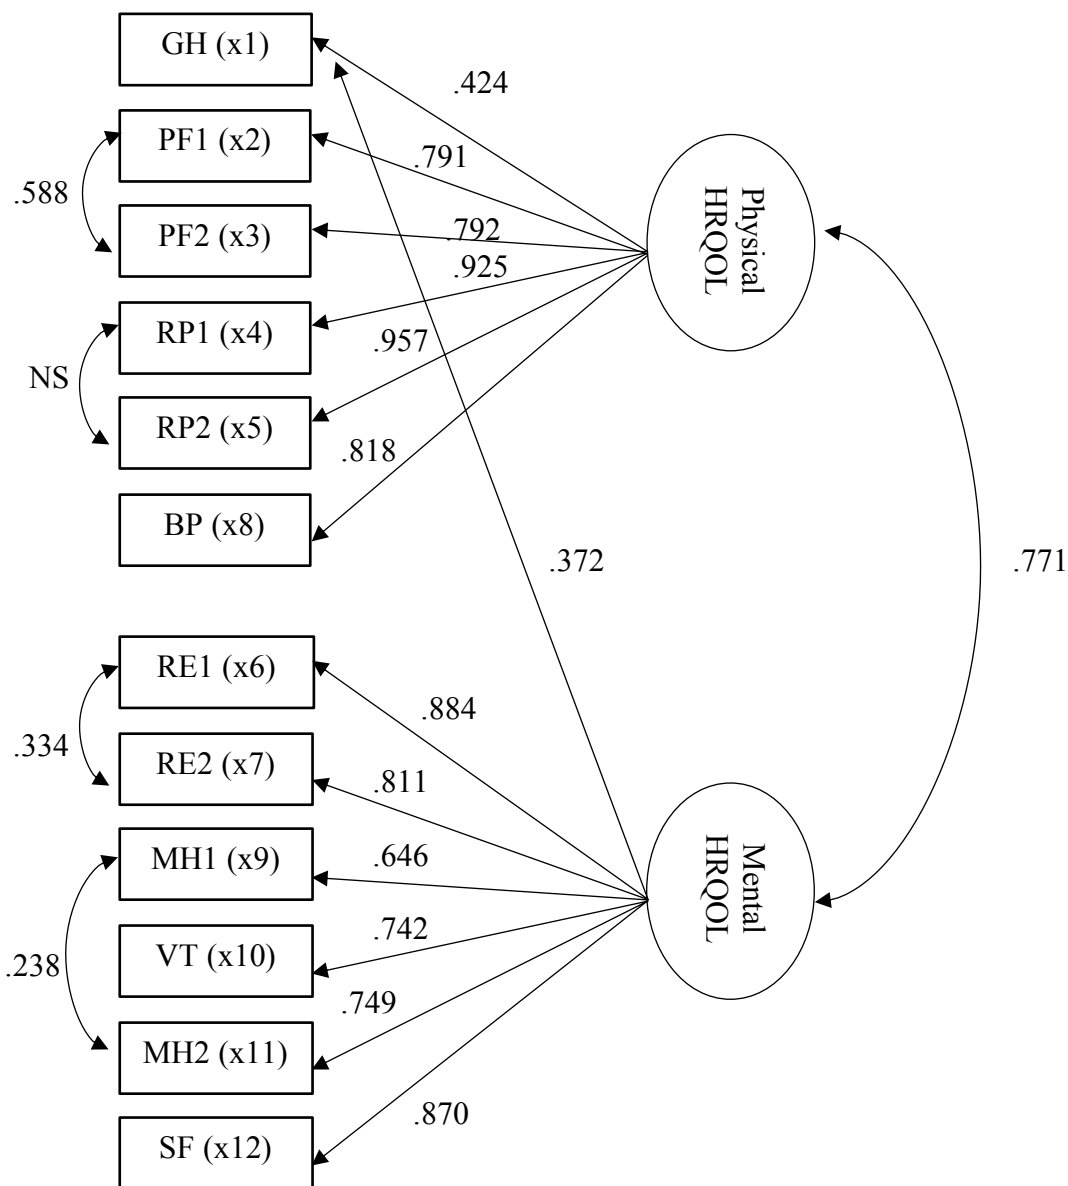 GH (x1)
.424
PF1 (x2)
.791
.588
PF2 (x3)
.792
.925
Physical
HRQOL
RP1 (x4)
.957
NS
RP2 (x5)
.818
BP (x8)
.372
.771
RE1 (x6)
.884
.334
RE2 (x7)
.811
MH1 (x9)
.646
Mental
HRQOL
.742
VT (x10)
.238
.749
MH2 (x11)
.870
SF (x12)